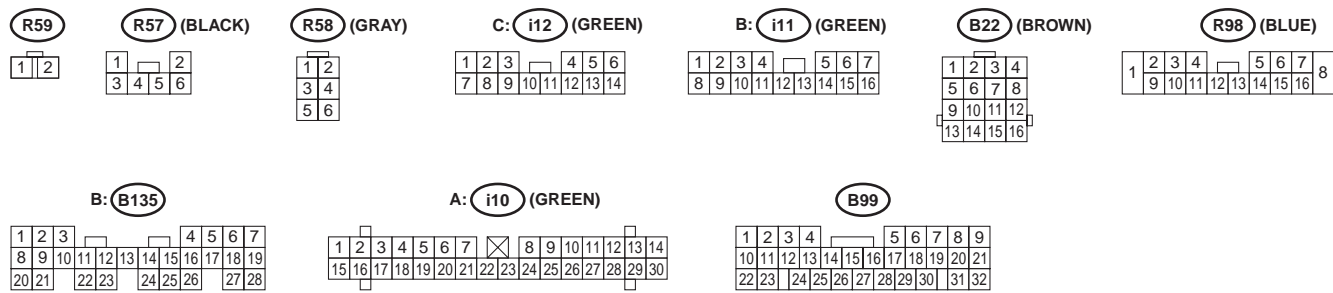 R59 R57 (BLACK) R58 (GRAY) C: i12 (GREEN) B: i11 (GREEN) B22 (BROWN) R98 (BLUE)
1 2
1 2
3 4 5 6
1 2
3 4
5 6
1 2 3 4 5 6
7 8 9 10 11 12 13 14
1 2 3 4 5 6 7
8 9 10 11 12 13 14 15 16
1 2 3 4
5 6 7 8
9 10 11 12
13 14 15 16
1 2 3 4 5 6 7 8
9 10 11 12 13 14 15 16
B: B135 A: i10 (GREEN) B99
1 2 3 4 5 6 7
8 9 10 11 12 13 14 15 16 17 18 19
20 21 22 23 24 25 26 27 28
1 2 3 4 5 6 7 8 9 10 11 12 13 14
15 16 17 18 19 20 21 22 23 24 25 26 27 28 29 30
1 2 3 4 5 6 7 8 9
10 11 12 13 14 15 16 17 18 19 20 21
22 23 24 25 26 27 28 29 30 31 32